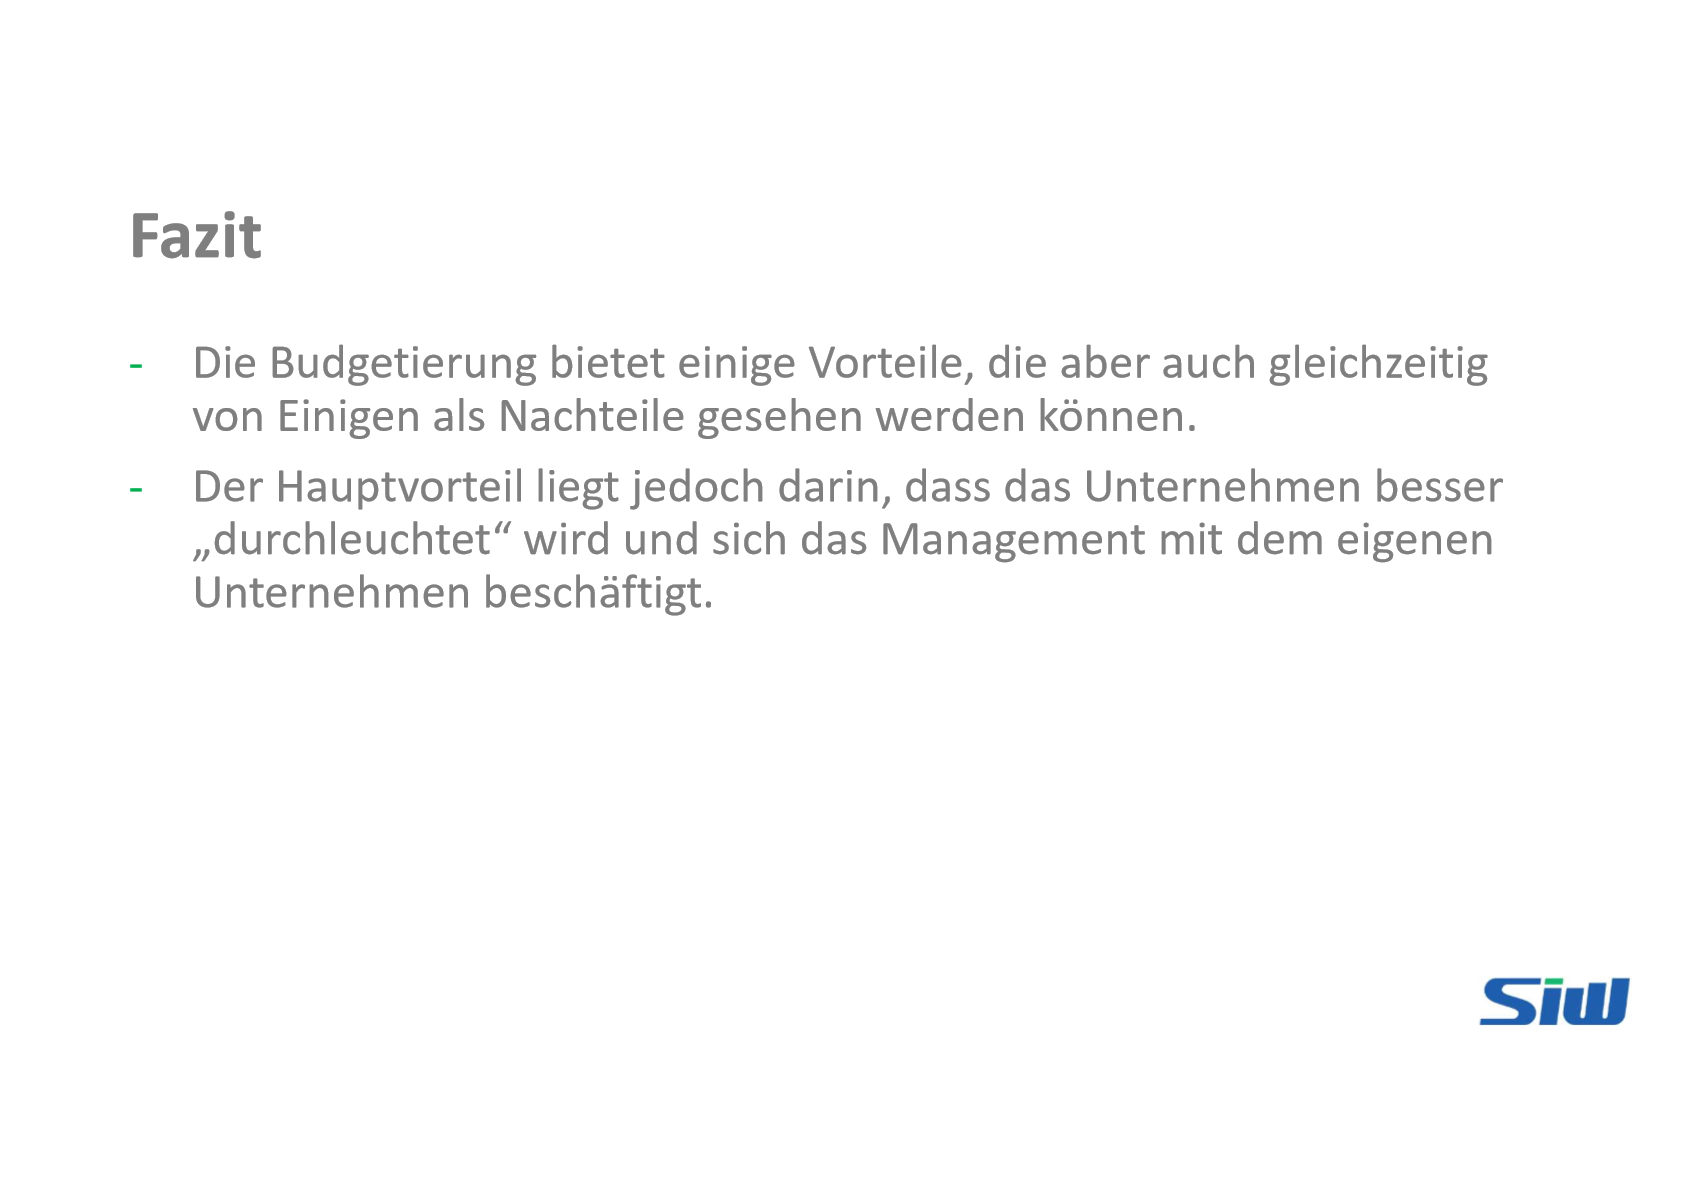 Fazit
- Die Budgetierung bietet einige Vorteile, die aber auch gleichzeitig
von Einigen als Nachteile gesehen werden können.
- Der Hauptvorteil liegt jedoch darin, dass das Unternehmen besser
„durchleuchtet“ wird und sich das Management mit dem eigenen
Unternehmen beschäftigt.
SiW